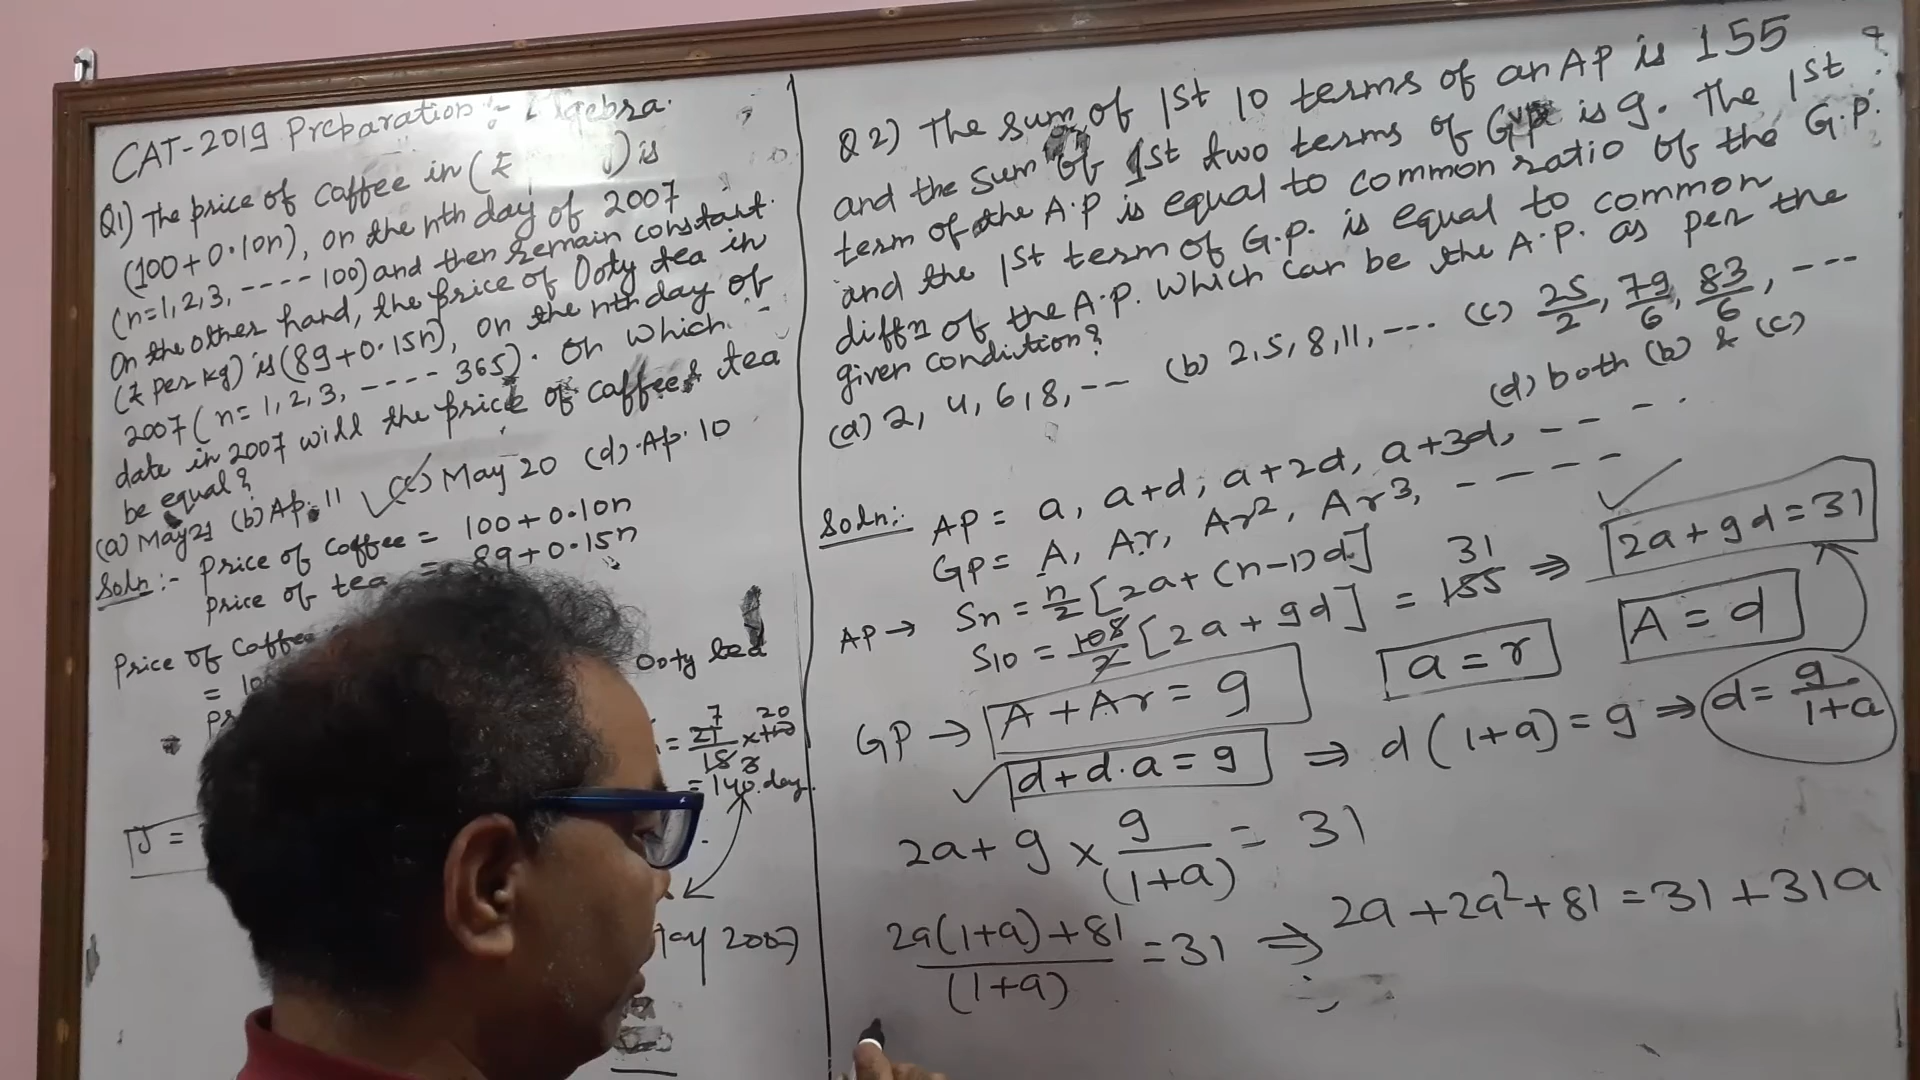 CAT-2019 Preparation :- Algebra.
Q1) The price of Caffee in (₹ ) is
(100+0.10n), on the nth day of 2007
(n=1,2,3, ---- 100) and then remain constant.
On the other hand, the price of Ooty tea in
(₹ per kg) is (89+0.15n), on the nth day of
2007 (n= 1, 2, 3, ---- 365). On which
date in 2007 will the price of Caffee & tea
be equal?
(a) May 21 (b) Ap. 11 (c) May 20 (d) Ap. 10
Soln :- Price of Coffee = 100+0.10n
Price of tea = 89+0.15n
Price of Coffee
Ooty tea
= 10
7 20
= 21 × 100
15 3
= 140 day.
J =
May 2007
Q2) The sum of 1st 10 terms of an AP is 155
and the sum of 1st two terms of GP is 9. The 1st
term of the A.P is equal to common ratio of the G.P.
and the 1st term of G.P. is equal to common
diffn of the A.P. Which can be the A.P. as per the
given condition?
(a) 2, 4, 6, 8, -- (b) 2, 5, 8, 11, --- (c) 25/2, 79/6, 83/6, ---
(d) both (b) & (c)
Soln:- AP = a, a+d, a+2d, a+3d, ----
GP = A, Ar, Ar², Ar³, ----
AP → Sn = n/2 [2a + (n-1)d]
S10 = 10/2 [2a + 9d] = 155 31 ⇒ 2a + 9d = 31
GP → A + Ar = 9 a = r A = d
d + d.a = 9 ⇒ d(1+a) = 9 ⇒ d = 9/1+a
2a + 9 × 9/(1+a) = 31
2a(1+a)+81/(1+a) = 31 ⇒ 2a + 2a² + 81 = 31 + 31a